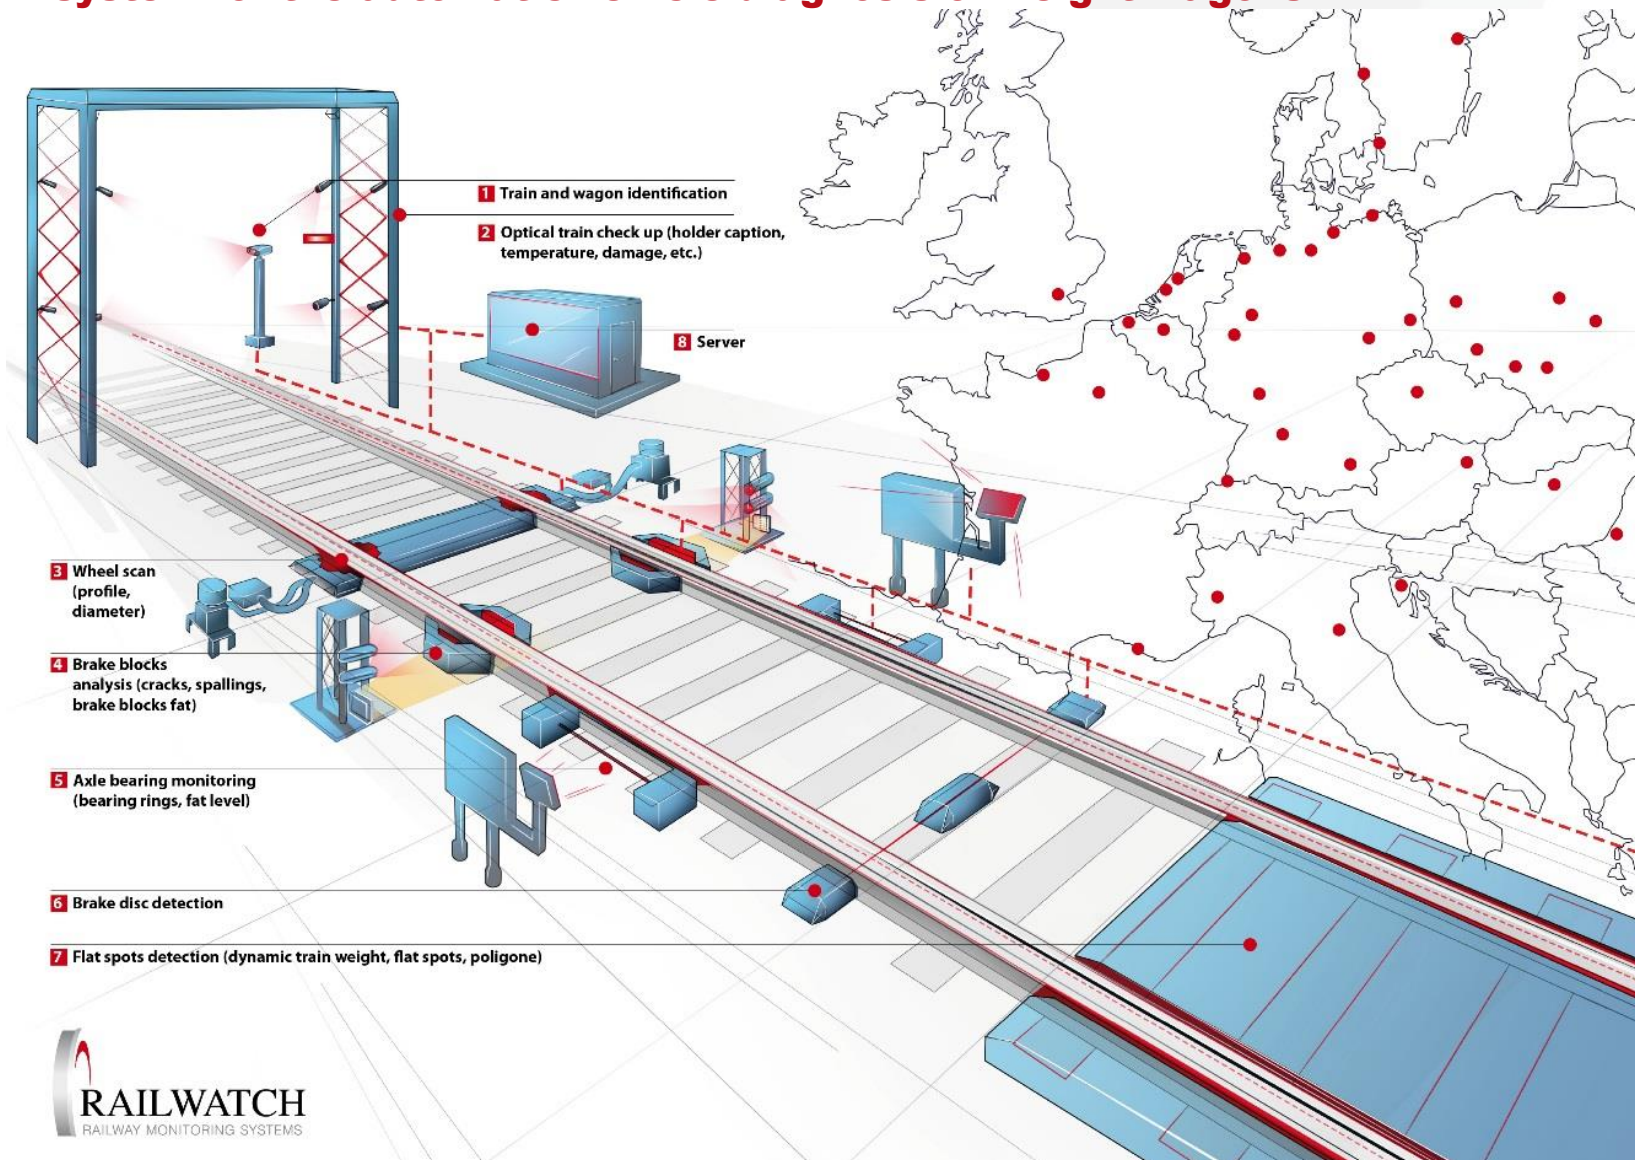 1 Train and wagon identification
2 Optical train check up (holder caption,
temperature, damage, etc.)
8 Server
3 Wheel scan
(profile,
diameter)
4 Brake blocks
analysis (cracks, spallings,
brake blocks fat)
5 Axle bearing monitoring
(bearing rings, fat level)
6 Brake disc detection
7 Flat spots detection (dynamic train weight, flat spots, poligone)
RAILWATCH
RAILWAY MONITORING SYSTEMS